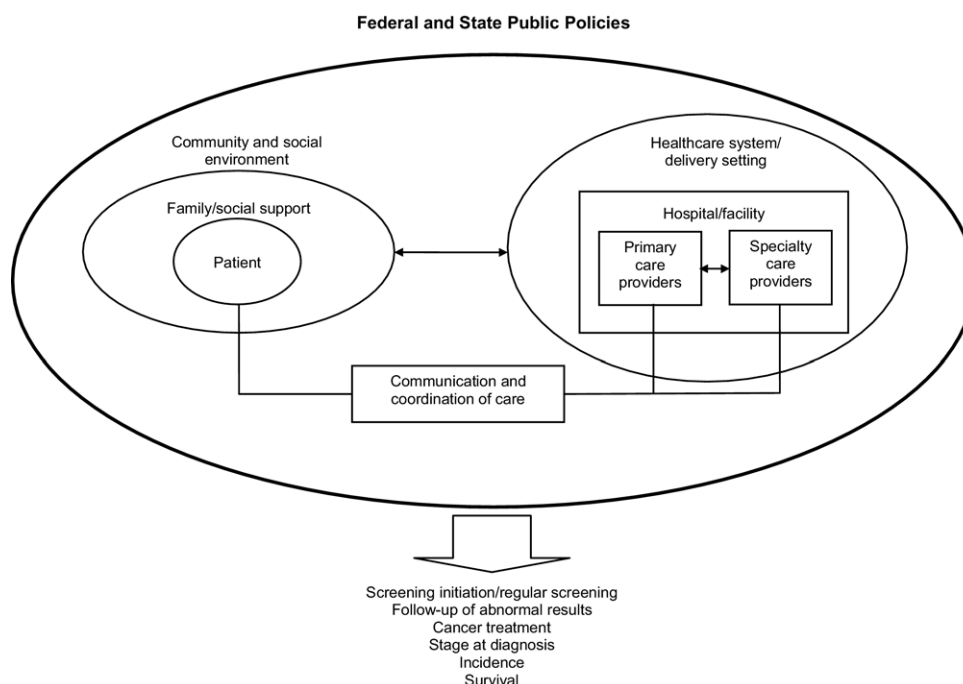 Federal and State Public Policies
Community and social
environment
Family/social support
Patient
Healthcare system/
delivery setting
Hospital/facility
Primary
care
providers
Specialty
care
providers
Communication and
coordination of care
Screening initiation/regular screening
Follow-up of abnormal results
Cancer treatment
Stage at diagnosis
Incidence
Survival